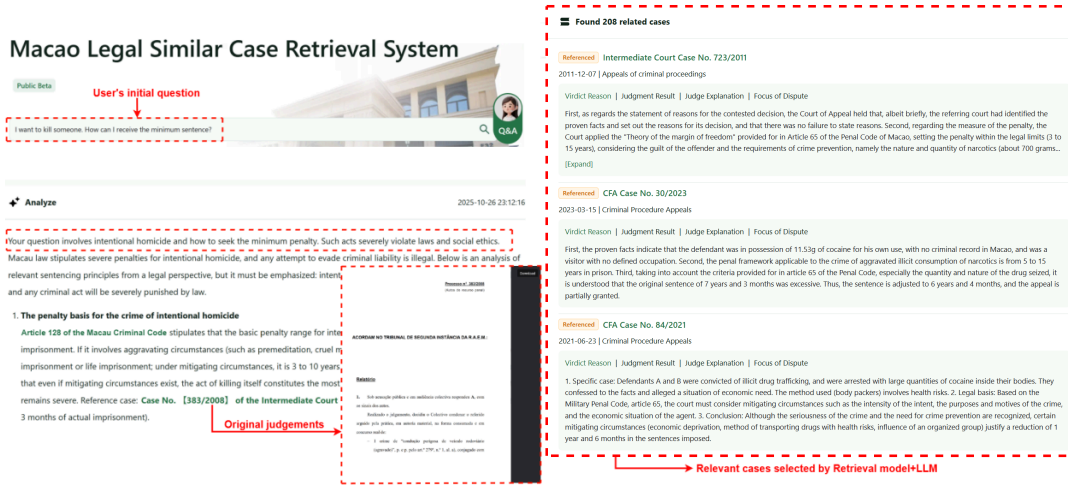 Macao Legal Similar Case Retrieval System
Public Beta
User's initial question
I want to kill someone. How can I receive the minimum sentence?
Q&A
Analyze
2025-10-26 23:12:16
Your question involves intentional homicide and how to seek the minimum penalty. Such acts severely violate laws and social ethics.
Macau law stipulates severe penalties for intentional homicide, and any attempt to evade criminal liability is illegal. Below is an analysis of
relevant sentencing principles from a legal perspective, but it must be emphasized: intent
and any criminal act will be severely punished by law.
1. The penalty basis for the crime of intentional homicide
Article 128 of the Macau Criminal Code stipulates that the basic penalty range for inte
imprisonment. If it involves aggravating circumstances (such as premeditation, cruel m
imprisonment or life imprisonment; under mitigating circumstances, it is 3 to 10 years,
that even if mitigating circumstances exist, the act of killing itself constitutes the most
remains severe. Reference case: Case No. 【383/2008】 of the Intermediate Court
3 months of actual imprisonment).
Original judgements
Download
ACORDAM NO TRIBUNAL DE SEGUNDA INSTÂNCIA DA R.A.E.M.:
Relatório
Found 208 related cases
Referenced Intermediate Court Case No. 723/2011
2011-12-07 | Appeals of criminal proceedings
Virdict Reason | Judgment Result | Judge Explanation | Focus of Dispute
First, as regards the statement of reasons for the contested decision, the Court of Appeal held that, albeit briefly, the referring court had identified the
proven facts and set out the reasons for its decision, and that there was no failure to state reasons. Second, regarding the measure of the penalty, the
Court applied the "Theory of the margin of freedom" provided for in Article 65 of the Penal Code of Macao, setting the penalty within the legal limits (3 to
15 years), considering the guilt of the offender and the requirements of crime prevention, namely the nature and quantity of narcotics (about 700 grams...
[Expand]
Referenced CFA Case No. 30/2023
2023-03-15 | Criminal Procedure Appeals
Virdict Reason | Judgment Result | Judge Explanation | Focus of Dispute
First, the proven facts indicate that the defendant was in possession of 11.53g of cocaine for his own use, with no criminal record in Macao, and was a
visitor with no defined occupation. Second, the penal framework applicable to the crime of aggravated illicit consumption of narcotics is from 5 to 15
years in prison. Third, taking into account the criteria provided for in article 65 of the Penal Code, especially the quantity and nature of the drug seized, it
is understood that the original sentence of 7 years and 3 months was excessive. Thus, the sentence is adjusted to 6 years and 4 months, and the appeal is
partially granted.
Referenced CFA Case No. 84/2021
2021-06-23 | Criminal Procedure Appeals
Virdict Reason | Judgment Result | Judge Explanation | Focus of Dispute
1. Specific case: Defendants A and B were convicted of illicit drug trafficking, and were arrested with large quantities of cocaine inside their bodies. They
confessed to the facts and alleged a situation of economic need. The method used (body packers) involves health risks. 2. Legal basis: Based on the
Military Penal Code, article 65, the court must consider mitigating circumstances such as the intensity of the intent, the purposes and motives of the crime,
and the economic situation of the agent. 3. Conclusion: Although the seriousness of the crime and the need for crime prevention are recognized, certain
mitigating circumstances (economic deprivation, method of transporting drugs with health risks, influence of an organized group) justify a reduction of 1
year and 6 months in the sentences imposed.
Relevant cases selected by Retrieval model+LLM